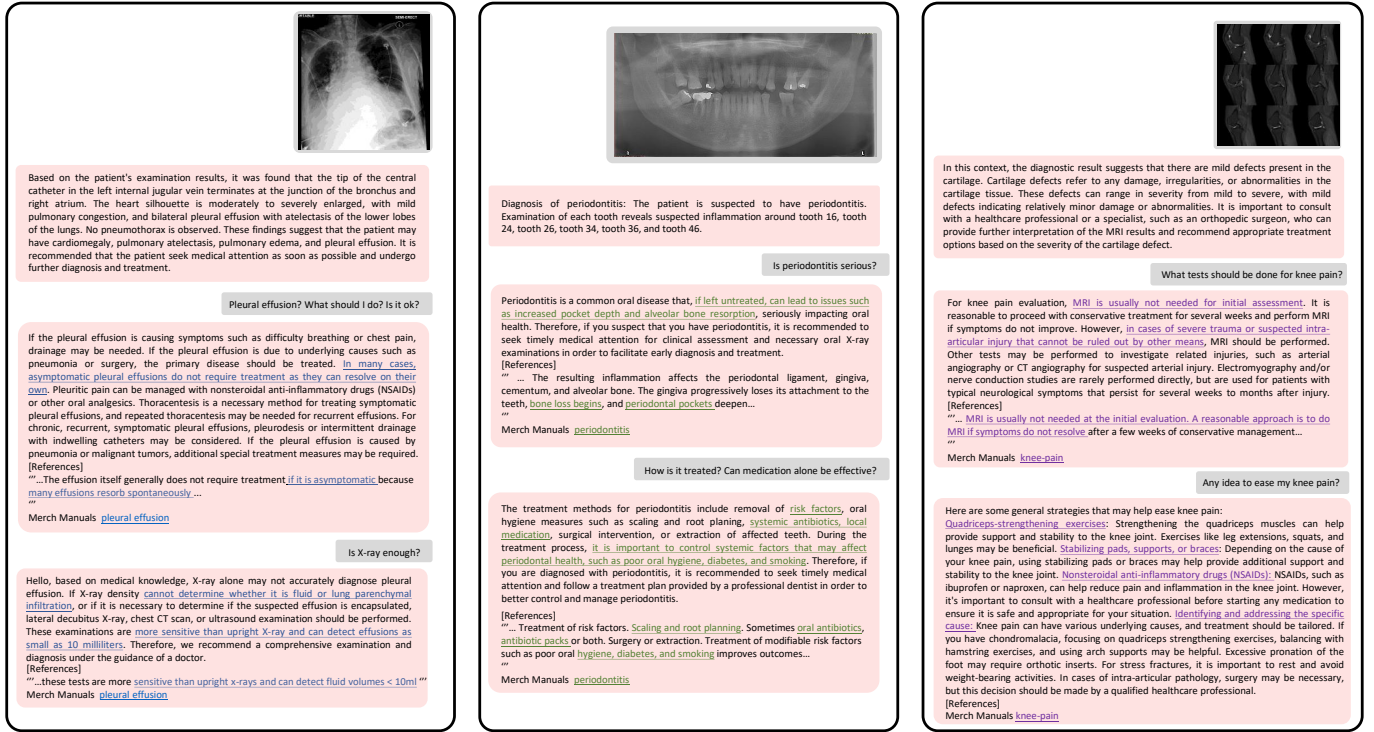 SEMI-ERECT
Based on the patient's examination results, it was found that the tip of the central
catheter in the left internal jugular vein terminates at the junction of the bronchus and
right atrium. The heart silhouette is moderately to severely enlarged, with mild
pulmonary congestion, and bilateral pleural effusion with atelectasis of the lower lobes
of the lungs. No pneumothorax is observed. These findings suggest that the patient may
have cardiomegaly, pulmonary atelectasis, pulmonary edema, and pleural effusion. It is
recommended that the patient seek medical attention as soon as possible and undergo
further diagnosis and treatment.
Pleural effusion? What should I do? Is it ok?
If the pleural effusion is causing symptoms such as difficulty breathing or chest pain,
drainage may be needed. If the pleural effusion is due to underlying causes such as
pneumonia or surgery, the primary disease should be treated. In many cases,
asymptomatic pleural effusions do not require treatment as they can resolve on their
own. Pleuritic pain can be managed with nonsteroidal anti-inflammatory drugs (NSAIDs)
or other oral analgesics. Thoracentesis is a necessary method for treating symptomatic
pleural effusions, and repeated thoracentesis may be needed for recurrent effusions. For
chronic, recurrent, symptomatic pleural effusions, pleurodesis or intermittent drainage
with indwelling catheters may be considered. If the pleural effusion is caused by
pneumonia or malignant tumors, additional special treatment measures may be required.
[References]
“”...The effusion itself generally does not require treatment if it is asymptomatic because
many effusions resorb spontaneously ...
“”
Merch Manuals pleural effusion
Is X-ray enough?
Hello, based on medical knowledge, X-ray alone may not accurately diagnose pleural
effusion. If X-ray density cannot determine whether it is fluid or lung parenchymal
infiltration, or if it is necessary to determine if the suspected effusion is encapsulated,
lateral decubitus X-ray, chest CT scan, or ultrasound examination should be performed.
These examinations are more sensitive than upright X-ray and can detect effusions as
small as 10 milliliters. Therefore, we recommend a comprehensive examination and
diagnosis under the guidance of a doctor.
[References]
“”...these tests are more sensitive than upright x-rays and can detect fluid volumes < 10ml “”
Merch Manuals pleural effusion
Diagnosis of periodontitis: The patient is suspected to have periodontitis.
Examination of each tooth reveals suspected inflammation around tooth 16, tooth
24, tooth 26, tooth 34, tooth 36, and tooth 46.
Is periodontitis serious?
Periodontitis is a common oral disease that, if left untreated, can lead to issues such
as increased pocket depth and alveolar bone resorption, seriously impacting oral
health. Therefore, if you suspect that you have periodontitis, it is recommended to
seek timely medical attention for clinical assessment and necessary oral X-ray
examinations in order to facilitate early diagnosis and treatment.
[References]
“” ... The resulting inflammation affects the periodontal ligament, gingiva,
cementum, and alveolar bone. The gingiva progressively loses its attachment to the
teeth, bone loss begins, and periodontal pockets deepen...
“”
Merch Manuals periodontitis
How is it treated? Can medication alone be effective?
The treatment methods for periodontitis include removal of risk factors, oral
hygiene measures such as scaling and root planing, systemic antibiotics, local
medication, surgical intervention, or extraction of affected teeth. During the
treatment process, it is important to control systemic factors that may affect
periodontal health, such as poor oral hygiene, diabetes, and smoking. Therefore, if
you are diagnosed with periodontitis, it is recommended to seek timely medical
attention and follow a treatment plan provided by a professional dentist in order to
better control and manage periodontitis.
[References]
“”... Treatment of risk factors. Scaling and root planing. Sometimes oral antibiotics,
antibiotic packs or both. Surgery or extraction. Treatment of modifiable risk factors
such as poor oral hygiene, diabetes, and smoking improves outcomes...
“”
Merch Manuals periodontitis
In this context, the diagnostic result suggests that there are mild defects present in the
cartilage. Cartilage defects refer to any damage, irregularities, or abnormalities in the
cartilage tissue. These defects can range in severity from mild to severe, with mild
defects indicating relatively minor damage or abnormalities. It is important to consult
with a healthcare professional or a specialist, such as an orthopedic surgeon, who can
provide further interpretation of the MRI results and recommend appropriate treatment
options based on the severity of the cartilage defect.
What tests should be done for knee pain?
For knee pain evaluation, MRI is usually not needed for initial assessment. It is
reasonable to proceed with conservative treatment for several weeks and perform MRI
if symptoms do not improve. However, in cases of severe trauma or suspected intra-
articular injury that cannot be ruled out by other means, MRI should be performed.
Other tests may be performed to investigate related injuries, such as arterial
angiography or CT angiography for suspected arterial injury. Electromyography and/or
nerve conduction studies are rarely performed directly, but are used for patients with
typical neurological symptoms that persist for several weeks to months after injury.
[References]
“”... MRI is usually not needed at the initial evaluation. A reasonable approach is to do
MRI if symptoms do not resolve after a few weeks of conservative management...
“”
Merch Manuals knee-pain
Any idea to ease my knee pain?
Here are some general strategies that may help ease knee pain:
Quadriceps-strengthening exercises: Strengthening the quadriceps muscles can help
provide support and stability to the knee joint. Exercises like leg extensions, squats, and
lunges may be beneficial. Stabilizing pads, supports, or braces: Depending on the cause of
your knee pain, using stabilizing pads or braces may help provide additional support and
stability to the knee joint. Nonsteroidal anti-inflammatory drugs (NSAIDs): NSAIDs, such as
ibuprofen or naproxen, can help reduce pain and inflammation in the knee joint. However,
it's important to consult with a healthcare professional before starting any medication to
ensure it is safe and appropriate for your situation. Identifying and addressing the specific
cause: Knee pain can have various underlying causes, and treatment should be tailored. If
you have chondromalacia, focusing on quadriceps strengthening exercises, balancing with
hamstring exercises, and using arch supports may be helpful. Excessive pronation of the
foot may require orthotic inserts. For stress fractures, it is important to rest and avoid
weight-bearing activities. In cases of intra-articular pathology, surgery may be necessary,
but this decision should be made by a qualified healthcare professional.
[References]
Merch Manuals knee-pain